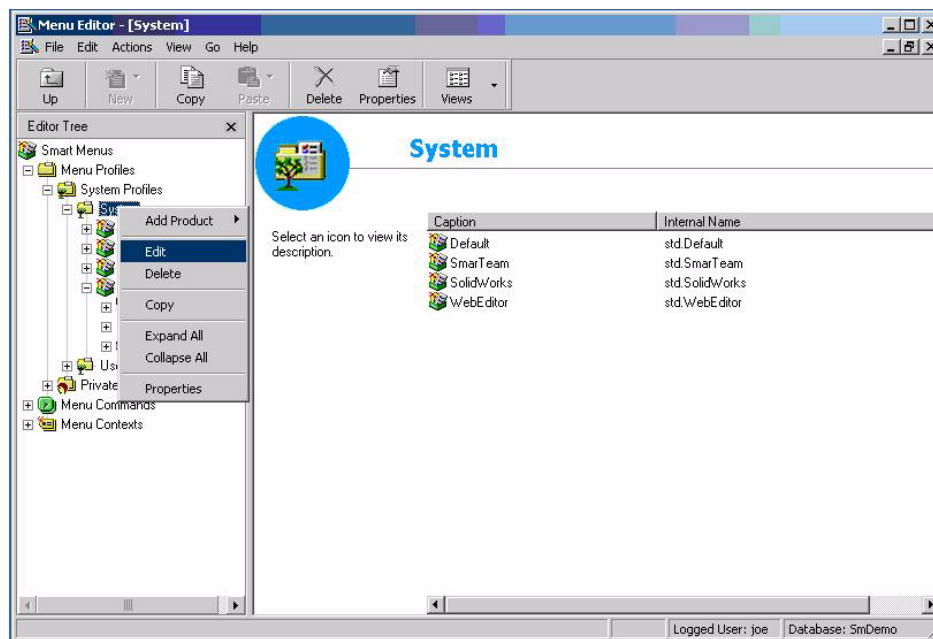 Menu Editor - [System]
File Edit Actions View Go Help
Up New Copy Paste Delete Properties Views
Editor Tree
Smart Menus
Menu Profiles
System Profiles
Add Product
Edit
Delete
Copy
Expand All
Collapse All
Properties
Private
Menu Commands
Menu Contexts
System
Select an icon to view its
description.
Caption Internal Name
Default std.Default
SmarTeam std.SmarTeam
SolidWorks std.SolidWorks
WebEditor std.WebEditor
Logged User: joe Database: SmDemo